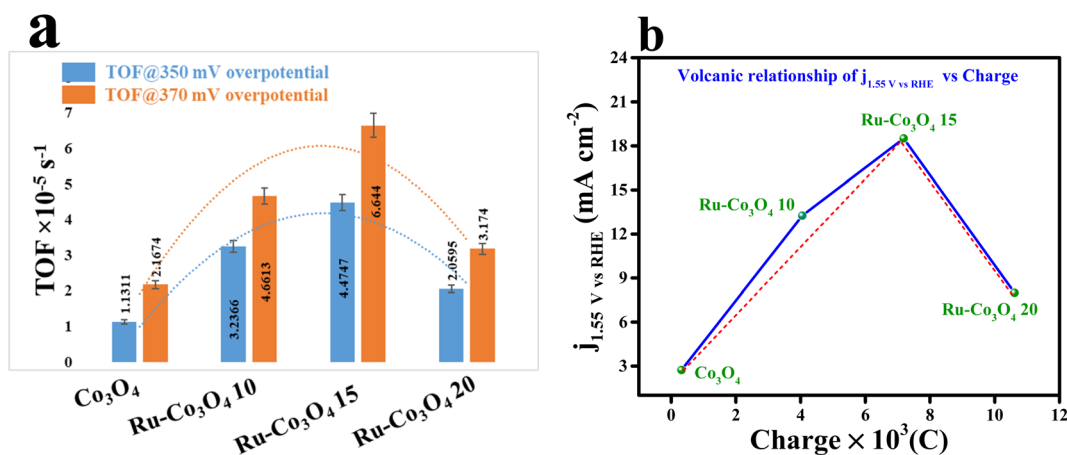 a
TOF@350 mV overpotential
TOF@370 mV overpotential
TOF ×10⁻⁵ s⁻¹
7
6
5
4
3
2
1
0
1.1311
2.1674
3.2366
4.6613
4.4747
6.644
2.0595
3.174
Co₃O₄
Ru-Co₃O₄ 10
Ru-Co₃O₄ 15
Ru-Co₃O₄ 20
b
Volcanic relationship of j₁.₅₅ V vs RHE vs Charge
j₁.₅₅ V vs RHE (mA cm⁻²)
24
21
18
15
12
9
6
3
Ru-Co₃O₄ 15
Ru-Co₃O₄ 10
Ru-Co₃O₄ 20
Co₃O₄
0 2 4 6 8 10 12
Charge × 10³(C)